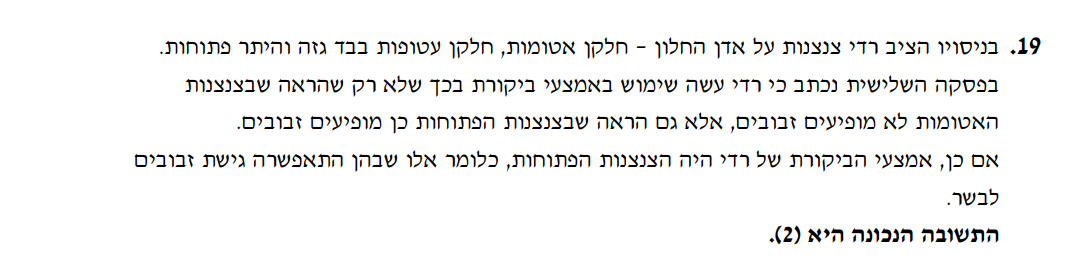 19. בניסויו הציב רדי צנצנות על אדן החלון – חלקן אטומות, חלקן עטופות בבד גזה והיתר פתוחות.
בפסקה השלישית נכתב כי רדי עשה שימוש באמצעי ביקורת בכך שלא רק שהראה שבצנצנות
האטומות לא מופיעים זבובים, אלא גם הראה שבצנצנות הפתוחות כן מופיעים זבובים.
אם כן, אמצעי הביקורת של רדי היה הצנצנות הפתוחות, כלומר אלו שבהן התאפשרה גישת זבובים
לבשר.
התשובה הנכונה היא (2).